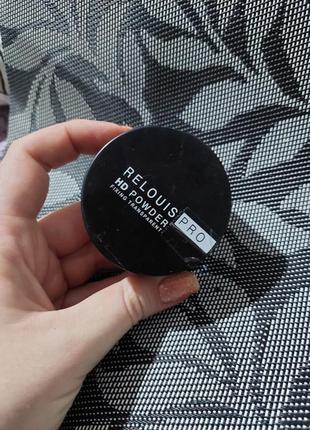 RELOUIS PRO
HD POWDER
FIXING TRANSPARENT